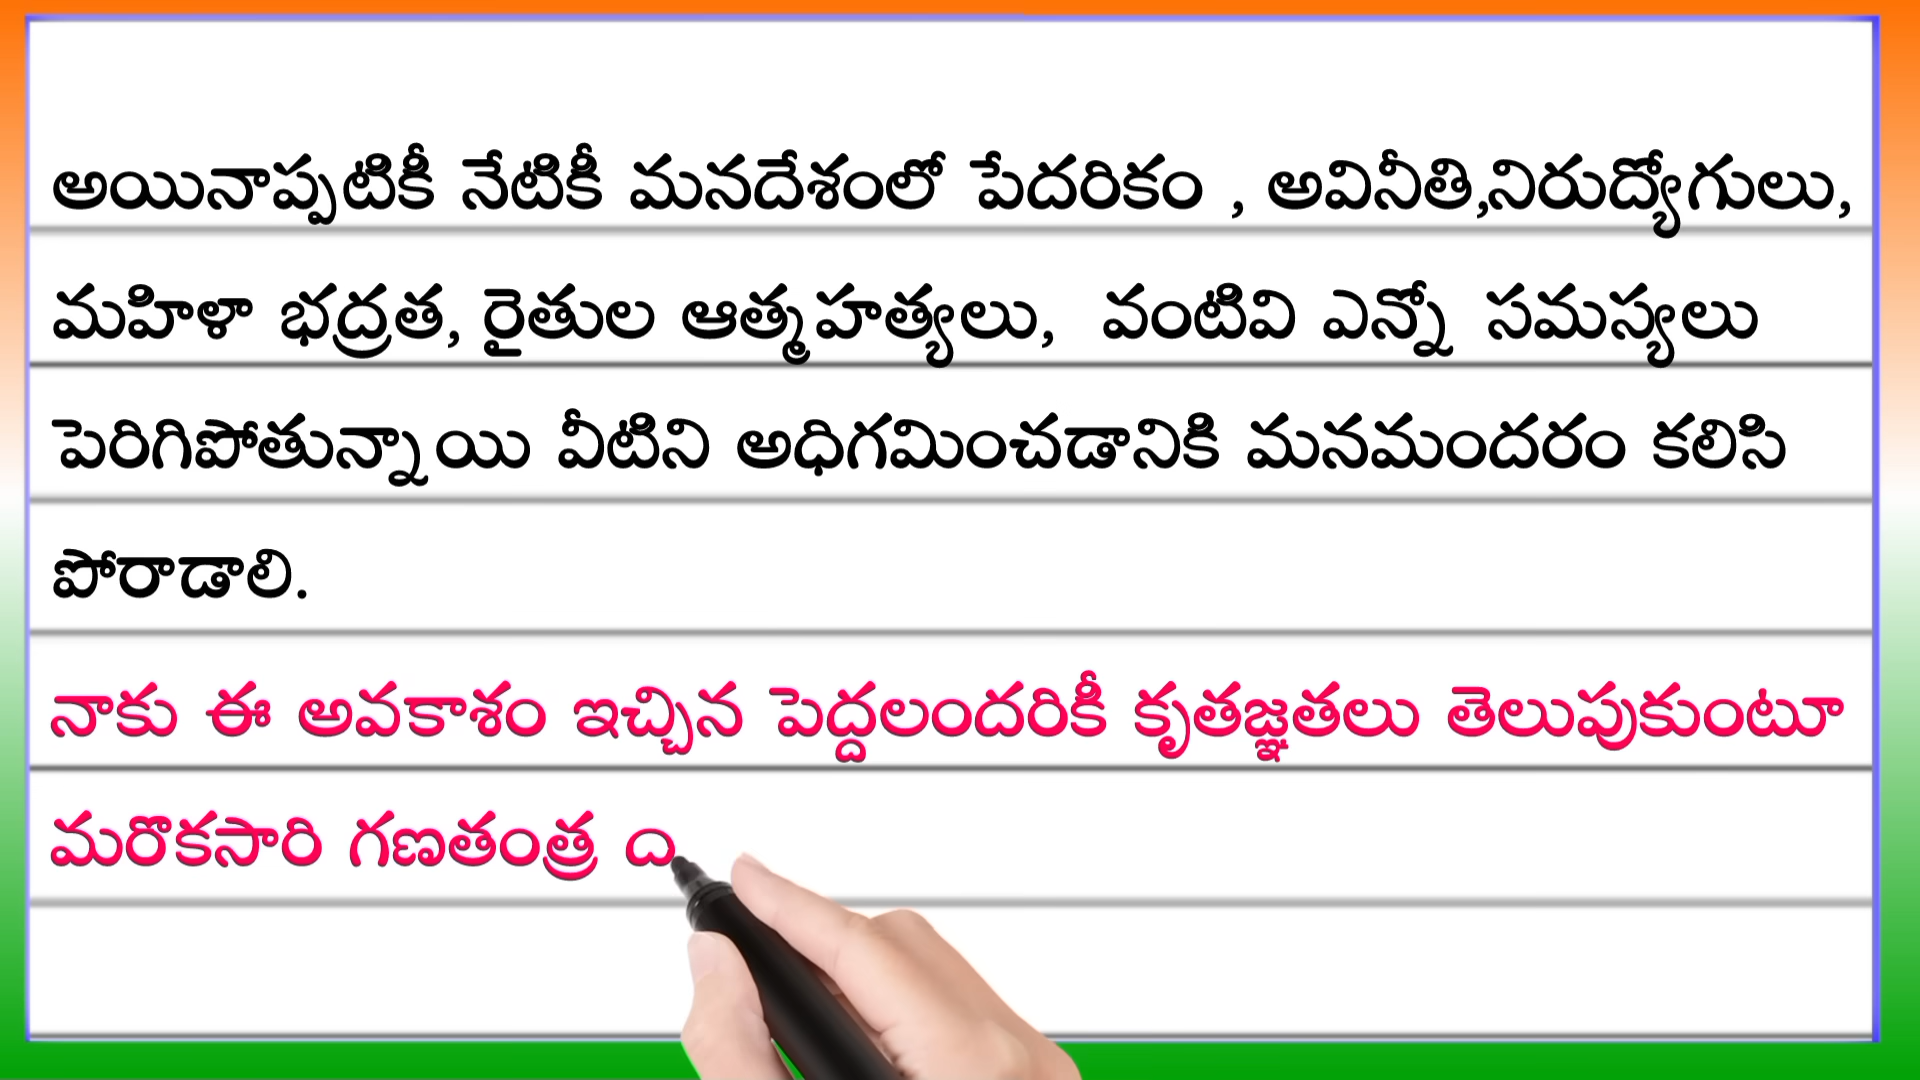 అయినాప్పటికీ నేటికీ మనదేశంలో పేదరికం , అవినీతి,నిరుద్యోగులు,
మహిళా భద్రత, రైతుల ఆత్మహత్యలు, వంటివి ఎన్నో సమస్యలు
పెరిగిపోతున్నాయి వీటిని అధిగమించడానికి మనమందరం కలిసి
పోరాడాలి.
నాకు ఈ అవకాశం ఇచ్చిన పెద్దలందరికీ కృతజ్ఞతలు తెలుపుకుంటూ
మరొకసారి గణతంత్ర